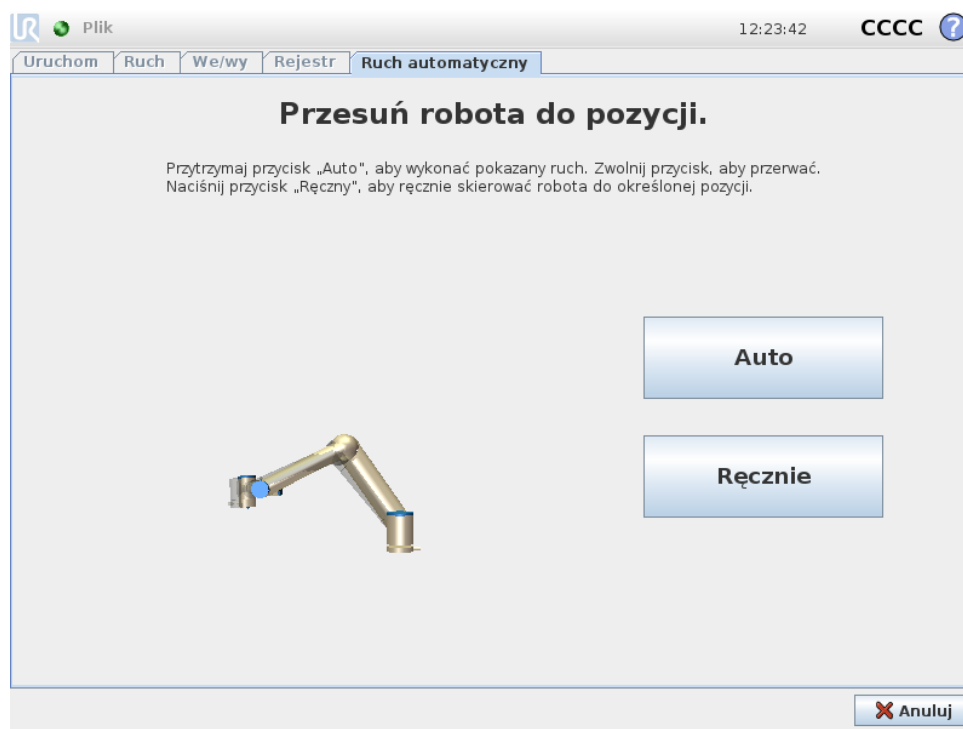 UR Plik 12:23:42 CCCC ?
Uruchom Ruch We/wy Rejestr Ruch automatyczny
Przesuń robota do pozycji.
Przytrzymaj przycisk „Auto", aby wykonać pokazany ruch. Zwolnij przycisk, aby przerwać.
Naciśnij przycisk „Ręczny", aby ręcznie skierować robota do określonej pozycji.
Auto
Ręcznie
Anuluj